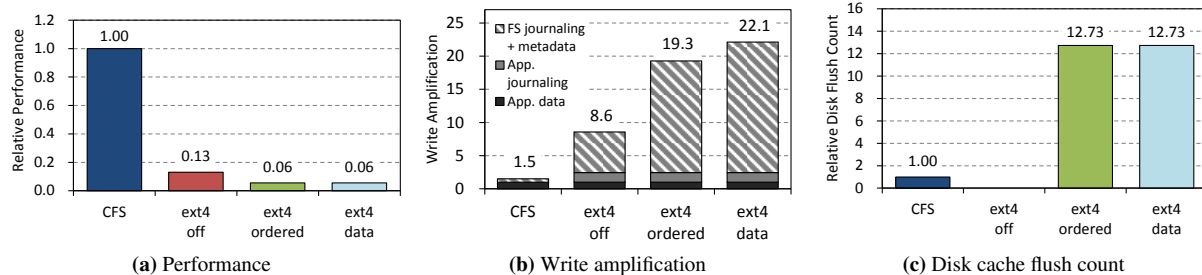 Relative Performance
1.2
1.0
0.8
0.6
0.4
0.2
0.0
1.00
0.13
0.06
0.06
CFS
ext4
off
ext4
ordered
ext4
data
(a) Performance
Write Amplification
25
20
15
10
5
0
FS journaling
+ metadata
App.
journaling
App. data
1.5
8.6
19.3
22.1
CFS
ext4
off
ext4
ordered
ext4
data
(b) Write amplification
Relative Disk Flush Count
16
14
12
10
8
6
4
2
0
1.00
12.73
12.73
CFS
ext4
off
ext4
ordered
ext4
data
(c) Disk cache flush count